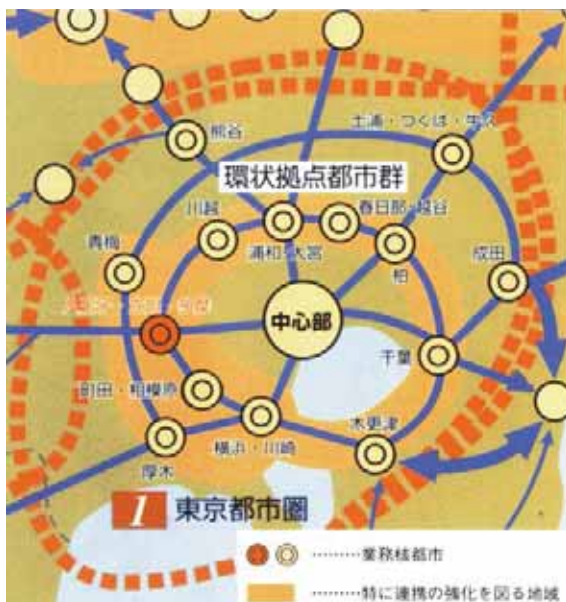 熊谷
土浦・つくば・牛久
環状拠点都市群
川越
春日部・越谷
浦和・大宮
柏
青梅
成田
中心部
千葉
町田・相模原
木更津
横浜・川崎
厚木
1 東京都市圏
………業務核都市
………特に連携の強化を図る地域